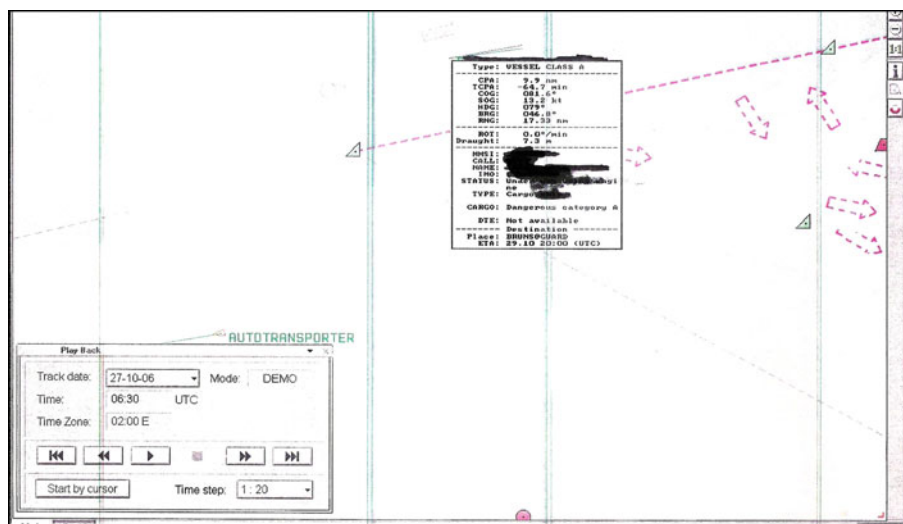 1:1
i
Type: VESSEL CLASS A
CPA: 9.9 nm
TCPA: -64.7 min
COG: 081.6°
SOG: 13.2 kt
HDG: 079°
BRG: 046.8°
RNG: 17.33 nm
ROT: 0.0°/min
Draught: 7.3 m
MMSI:
CALL:
NAME:
IMO:
STATUS:
TYPE: Cargo
CARGO: Dangerous category A
DTE: Not available
Destination
Place: BRUNS@GUARD
ETA: 29.10 20:00 (UTC)
AUTOTRANSPORTER
Play Back
Track date: 27-10-06 Mode: DEMO
Time: 06:30 UTC
Time Zone: 02:00 E
Start by cursor Time step: 1 : 20